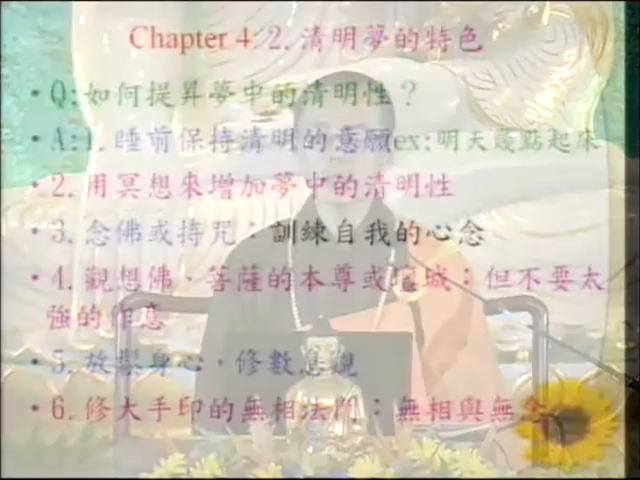 Chapter 4 2. 清明夢的特色
• Q:如何提昇夢中的清明性?
• A:1. 睡前保持清明的意願ex:明天幾點起床
• 2. 用冥想來增加夢中的清明性
• 3. 念佛或持咒:訓練自我的心念
• 4. 觀想佛、菩薩的本尊或壇城:但不要太
強的作意
• 5. 放鬆身心,修數息觀
• 6. 修大手印的無相法門:無相與無念